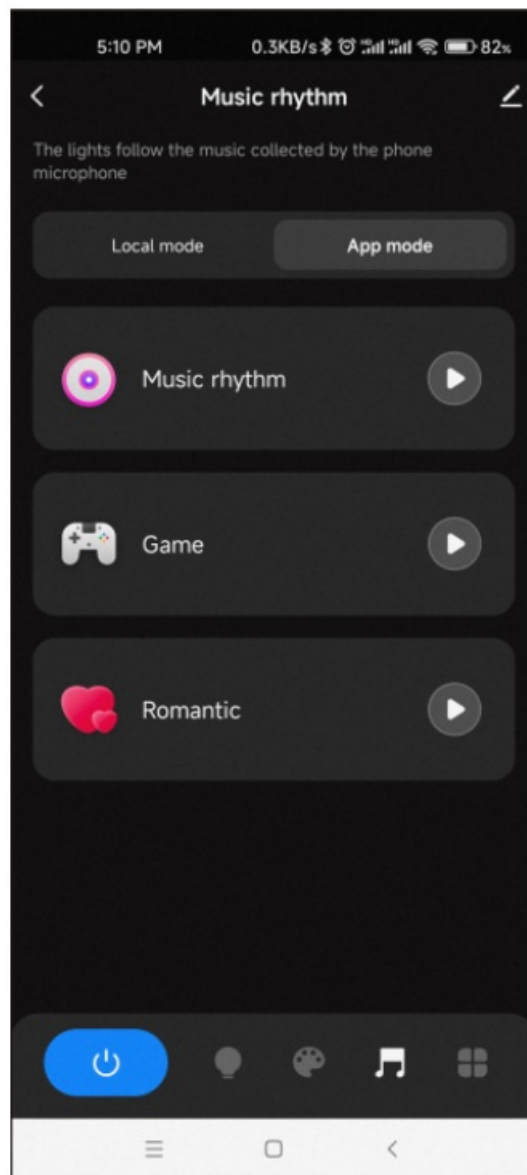 5:10 PM 0.3KB/s 82%
Music rhythm
The lights follow the music collected by the phone
microphone
Local mode App mode
Music rhythm
Game
Romantic